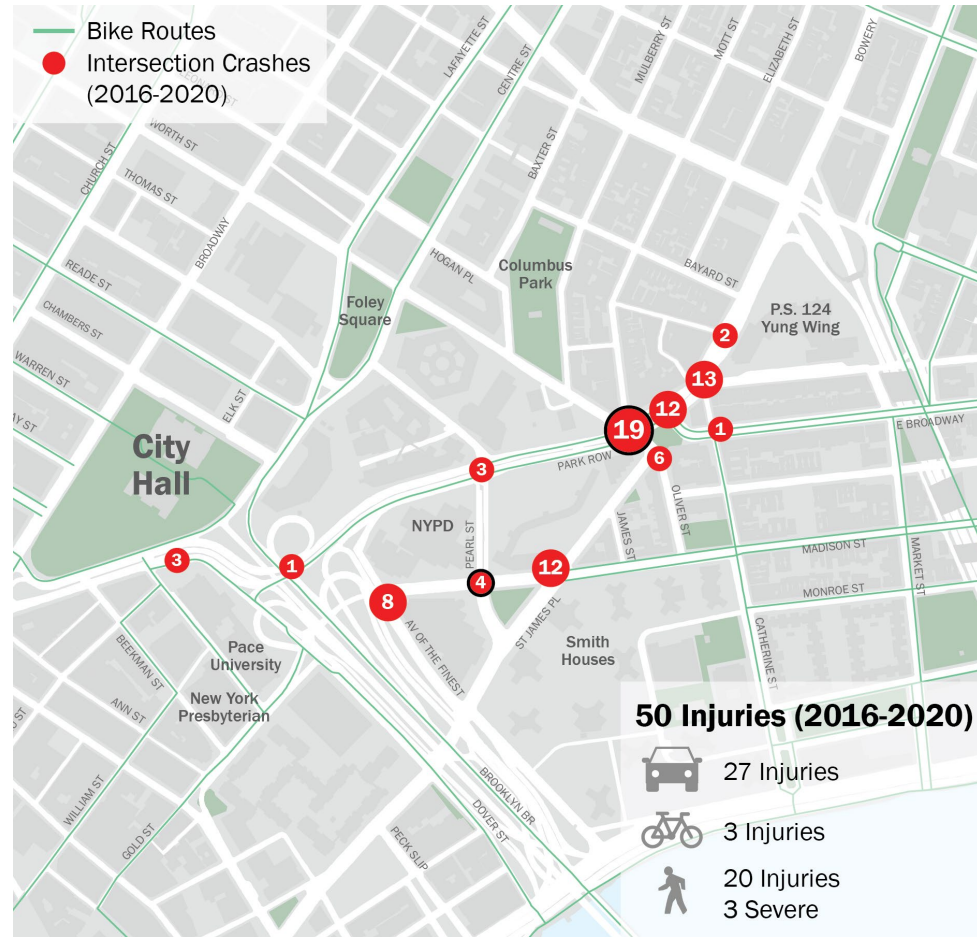 Bike Routes
Intersection Crashes
(2016-2020)
LAFAYETTE ST
CENTRE ST
MULBERRY ST
MOTT ST
ELIZABETH ST
BOWERY
WORTH ST
CHURCH ST
THOMAS ST
BROADWAY
BAXTER ST
HOGAN PL
Columbus
Park
BAYARD ST
READE ST
Foley
Square
P.S. 124
Yung Wing
CHAMBERS ST
WARREN ST
2
13
ELK ST
12
19
1
E BROADWAY
City
Hall
PARK ROW
6
3
OLIVER ST
JAMES ST
NYPD
PEARL ST
MADISON ST
MARKET ST
3
1
12
4
8
MONROE ST
ST JAMES PL
AV OF THE FINEST
Smith
Houses
CATHERINE ST
BEEKMAN ST
Pace
University
New York
Presbyterian
ANN ST
WILLIAM ST
GOLD ST
BROOKLYN BR
DOVER ST
PECK SLIP
50 Injuries (2016-2020)
27 Injuries
3 Injuries
20 Injuries
3 Severe